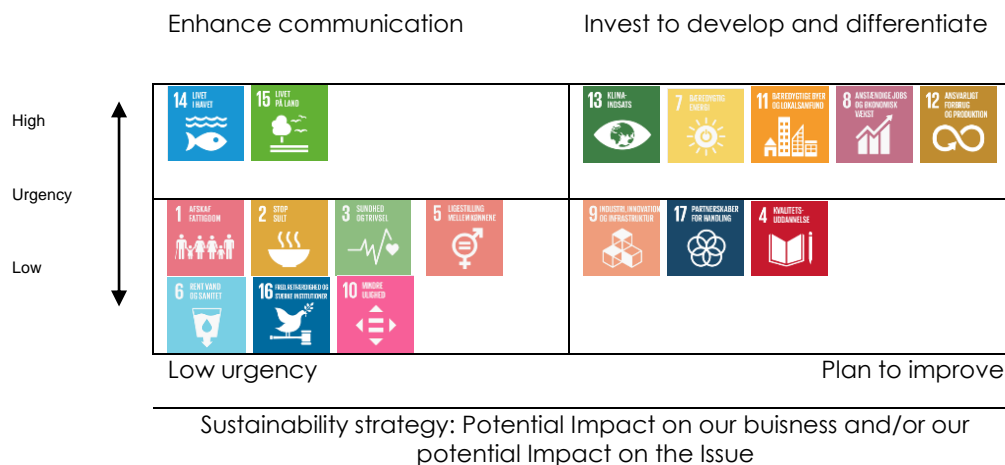 Enhance communication
Invest to develop and differentiate
High
Urgency
Low
14 LIVET
I HAVET
15 LIVET
PÅ LAND
13 KLIMA-
INDSATS
7 BÆREDYGTIG
ENERGI
11 BÆREDYGTIGE BYER
OG LOKALSAMFUND
8 ANSTÆNDIGE JOBS
OG ØKONOMISK
VÆKST
12 ANSVARLIGT
FORBRUG
OG PRODUKTION
1 AFSKAF
FATTIGDOM
2 STOP
SULT
3 SUNDHED
OG TRIVSEL
5 LIGESTILLING
MELLEM KØNNENE
9 INDUSTRI, INNOVATION
OG INFRASTRUKTUR
17 PARTNERSKABER
FOR HANDLING
4 KVALITETS-
UDDANNELSE
6 RENT VAND
OG SANITET
16 FRED, RETFÆRDIGHED OG
STÆRKE INSTITUTIONER
10 MINDRE
ULIGHED
Low urgency
Plan to improve
Sustainability strategy: Potential Impact on our buisness and/or our
potential Impact on the Issue